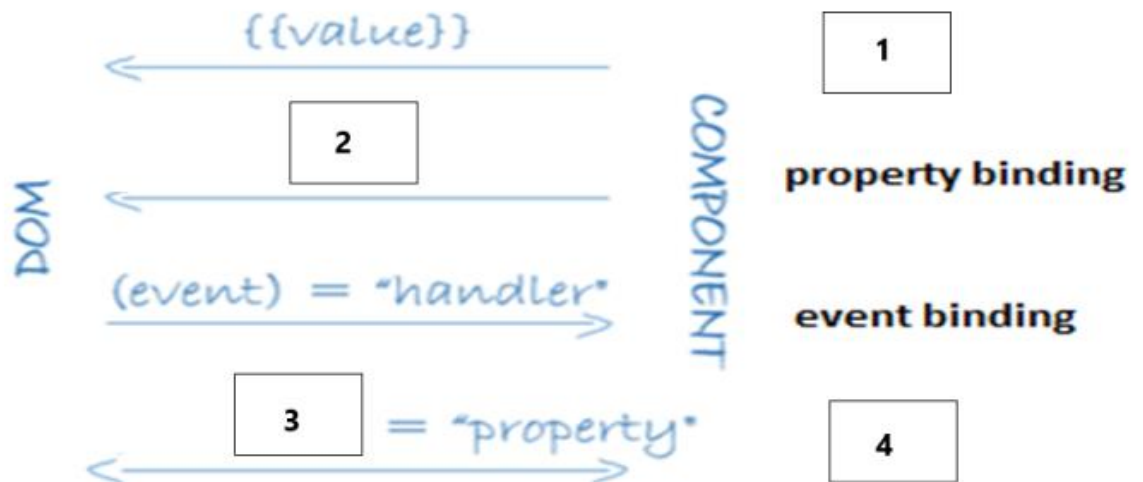 {{value}}
1
2
property binding
DOM
COMPONENT
(event) = "handler"
event binding
3 = "property"
4